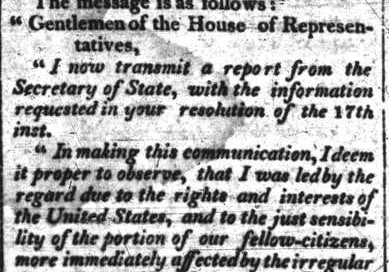 The message is as follows:
“ Gentlemen of the House of Represen-
tatives,
“ I now transmit a report from the
Secretary of State, with the information
requested in your resolution of the 17th
inst.
“ In making this communication, I deem
it proper to observe, that I was led by the
regard due to the rights and interests of
the United States, and to the just sensibi-
lity of the portion of our fellow-citizens,
more immediately affected by the irregular